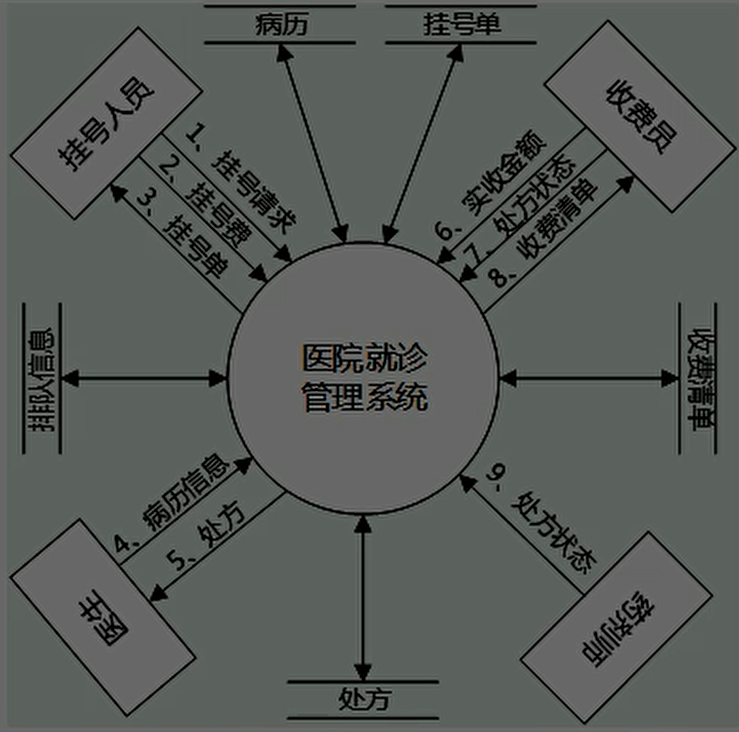 病历
挂号单
挂号人员
收费员
1、挂号请求
2、挂号费
3、挂号单
6、实收金额
7、处方状态
8、收费清单
医院就诊
管理系统
排队信息
收费清单
4、病历信息
5、处方
9、处方状态
医生
药剂师
处方